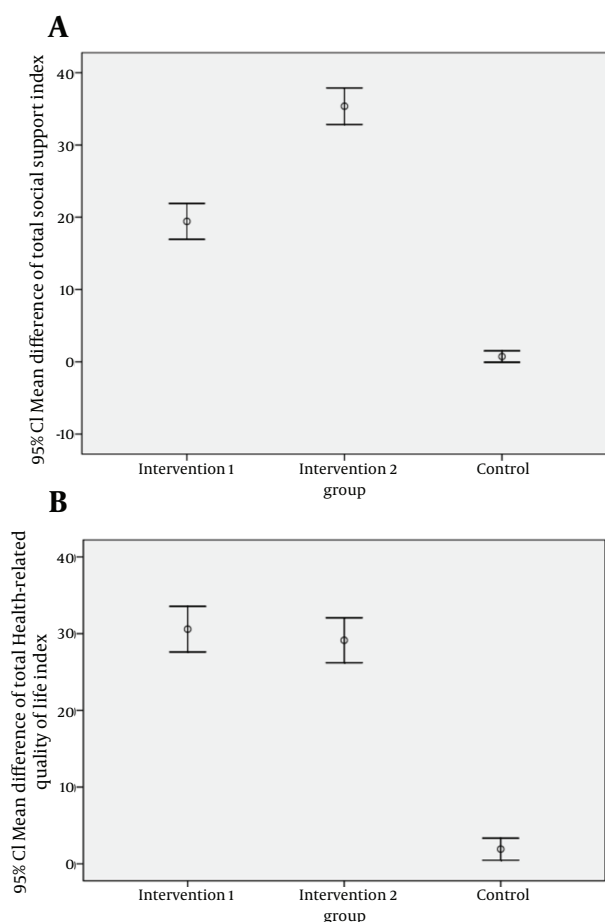 A
95% CI Mean difference of total social support index
40
30
20
10
0
-10
Intervention 1
Intervention 2
Control
group
B
95% CI Mean difference of total Health-related
quality of life index
40
30
20
10
0
Intervention 1
Intervention 2
Control
group